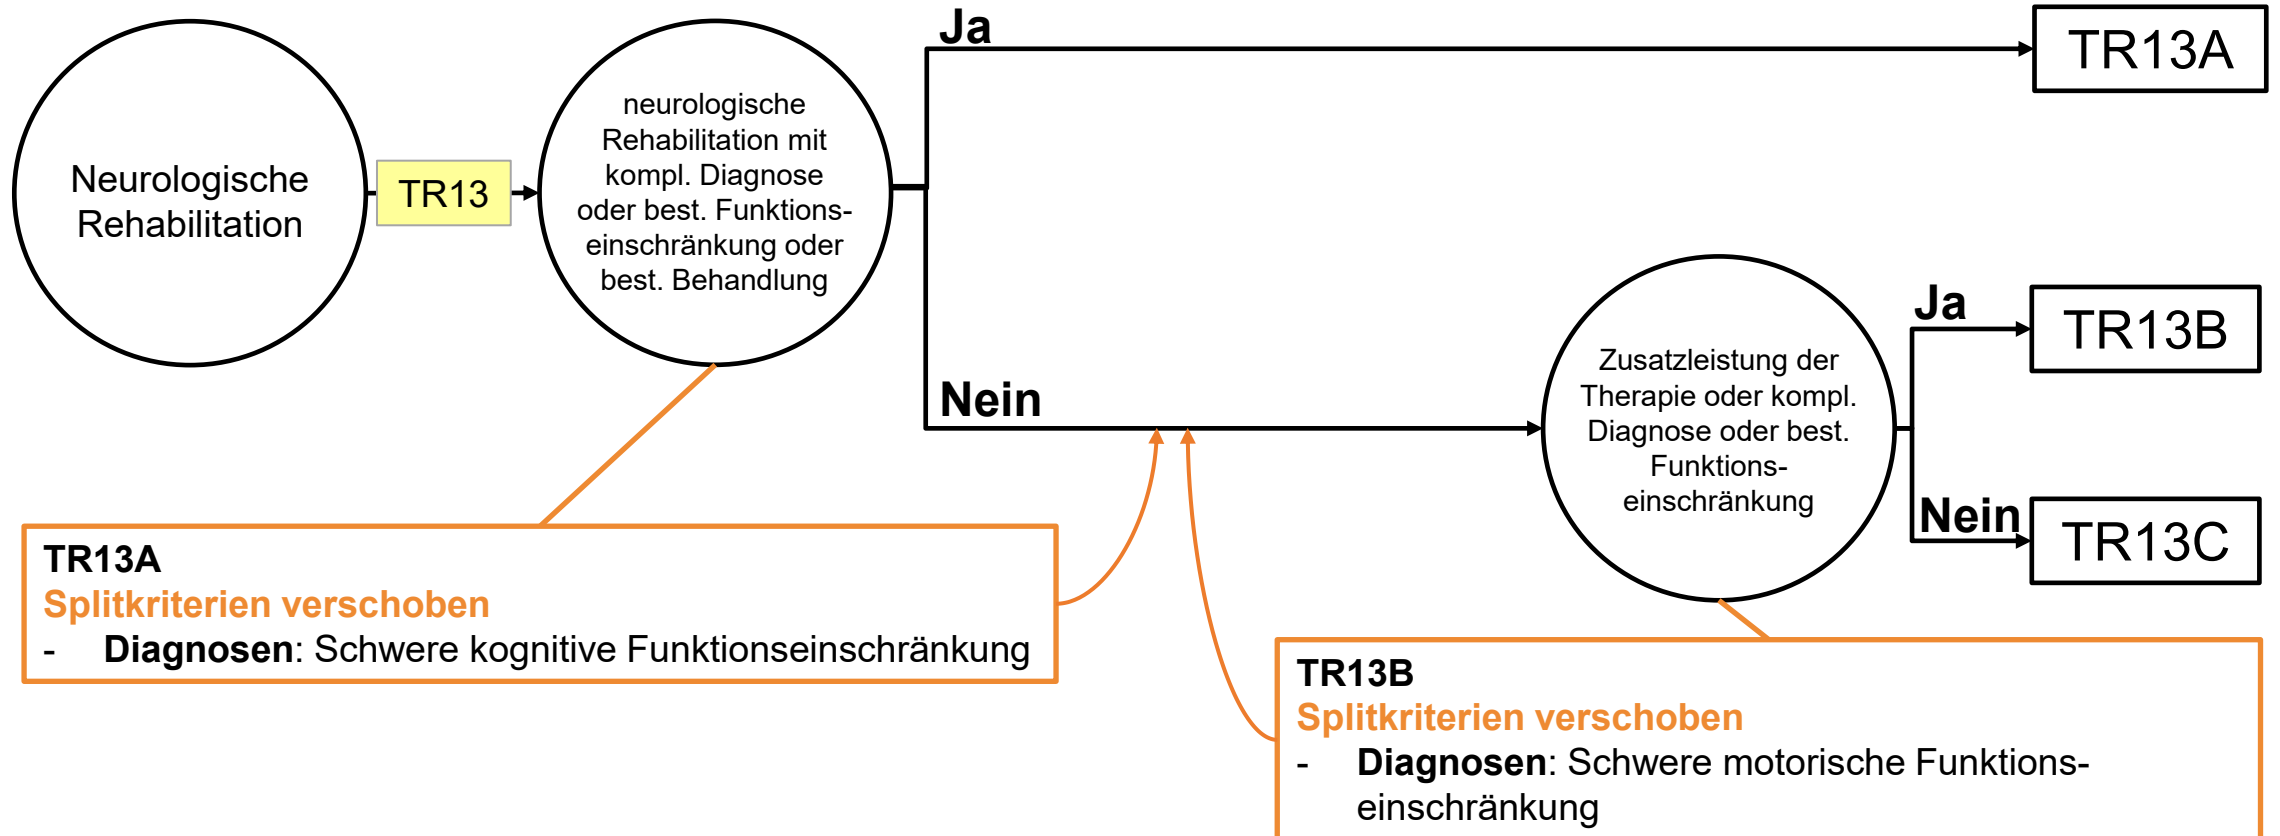 Neurologische
Rehabilitation
TR13
neurologische
Rehabilitation mit
kompl. Diagnose
oder best. Funktions-
einschränkung oder
best. Behandlung
Ja
TR13A
Nein
Zusatzleistung der
Therapie oder kompl.
Diagnose oder best.
Funktions-
einschränkung
Ja
TR13B
Nein
TR13C
TR13A
Splitkriterien verschoben
- Diagnosen: Schwere kognitive Funktionseinschränkung
TR13B
Splitkriterien verschoben
- Diagnosen: Schwere motorische Funktions-
einschränkung